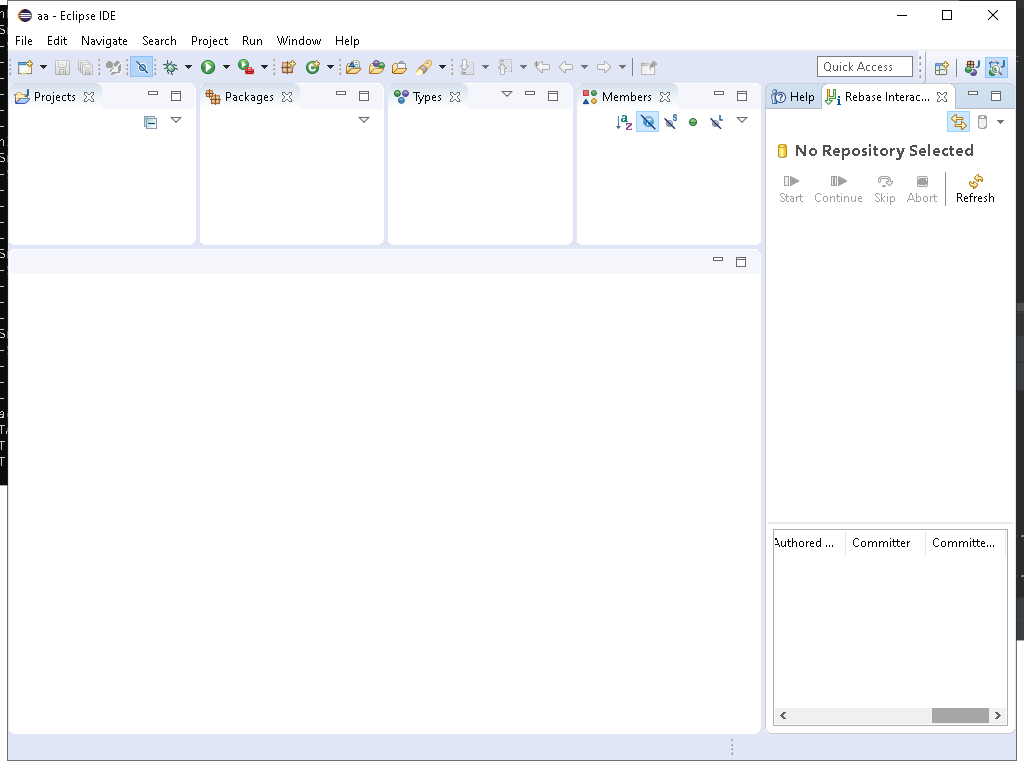 aa - Eclipse IDE
File Edit Navigate Search Project Run Window Help
Quick Access
Projects Packages Types Members Help Rebase Interac...
No Repository Selected
Start Continue Skip Abort Refresh
Authored ... Committer Committe...